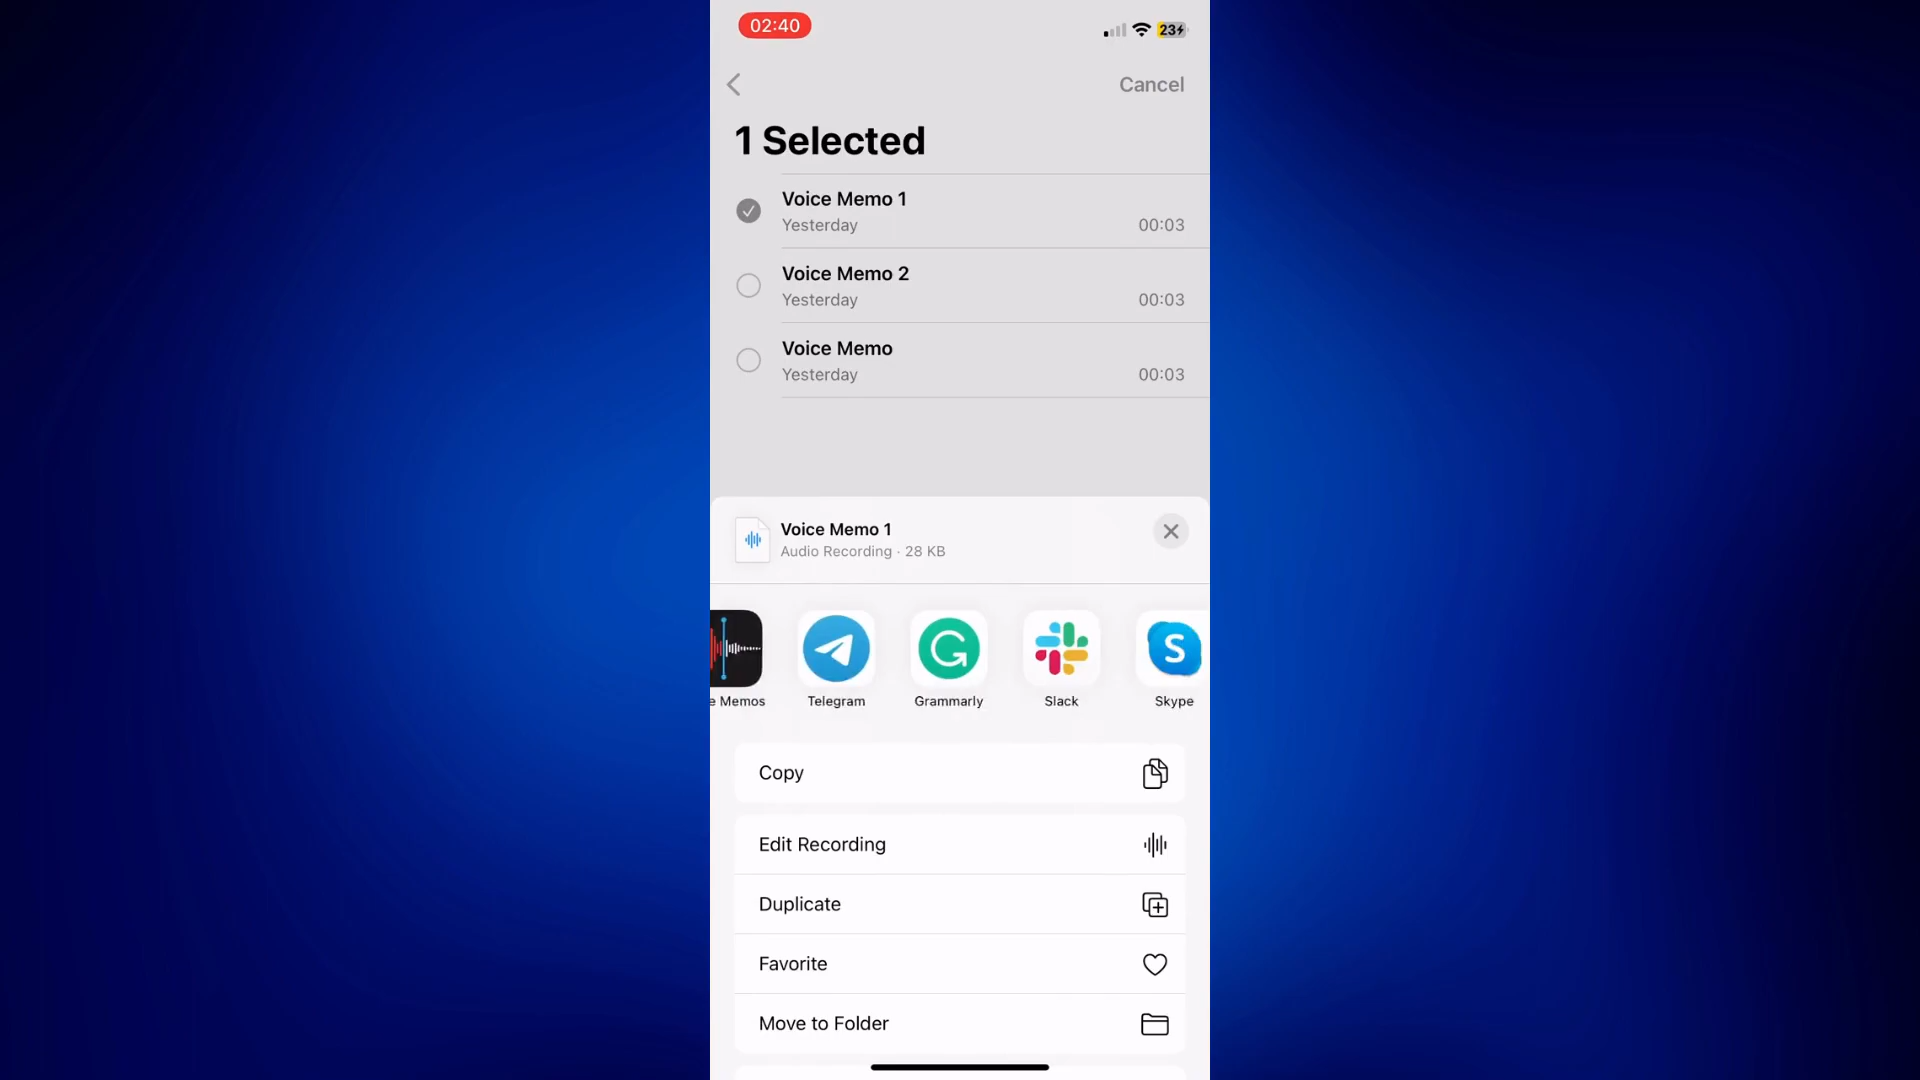 02:40
23
Cancel
1 Selected
Voice Memo 1
Yesterday
00:03
Voice Memo 2
Yesterday
00:03
Voice Memo
Yesterday
00:03
Voice Memo 1
Audio Recording · 28 KB
e Memos
Telegram
Grammarly
Slack
Skype
Copy
Edit Recording
Duplicate
Favorite
Move to Folder